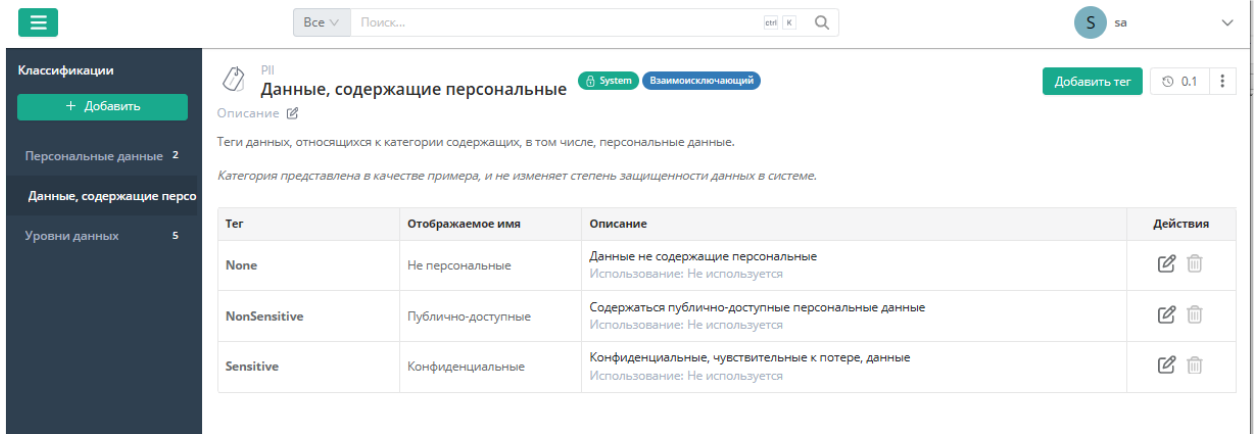 Все Поиск... ctrl K
S sa
Классификации
+ Добавить
Персональные данные 2
Данные, содержащие персо
Уровни данных 5
PII
Данные, содержащие персональные System Взаимоисключающий
Добавить тег 0.1
Описание
Теги данных, относящихся к категории содержащих, в том числе, персональные данные.
Категория представлена в качестве примера, и не изменяет степень защищенности данных в системе.
Тег Отображаемое имя Описание Действия
None Не персональные Данные не содержащие персональные
Использование: Не используется
NonSensitive Публично-доступные Содержаться публично-доступные персональные данные
Использование: Не используется
Sensitive Конфиденциальные Конфиденциальные, чувствительные к потере, данные
Использование: Не используется